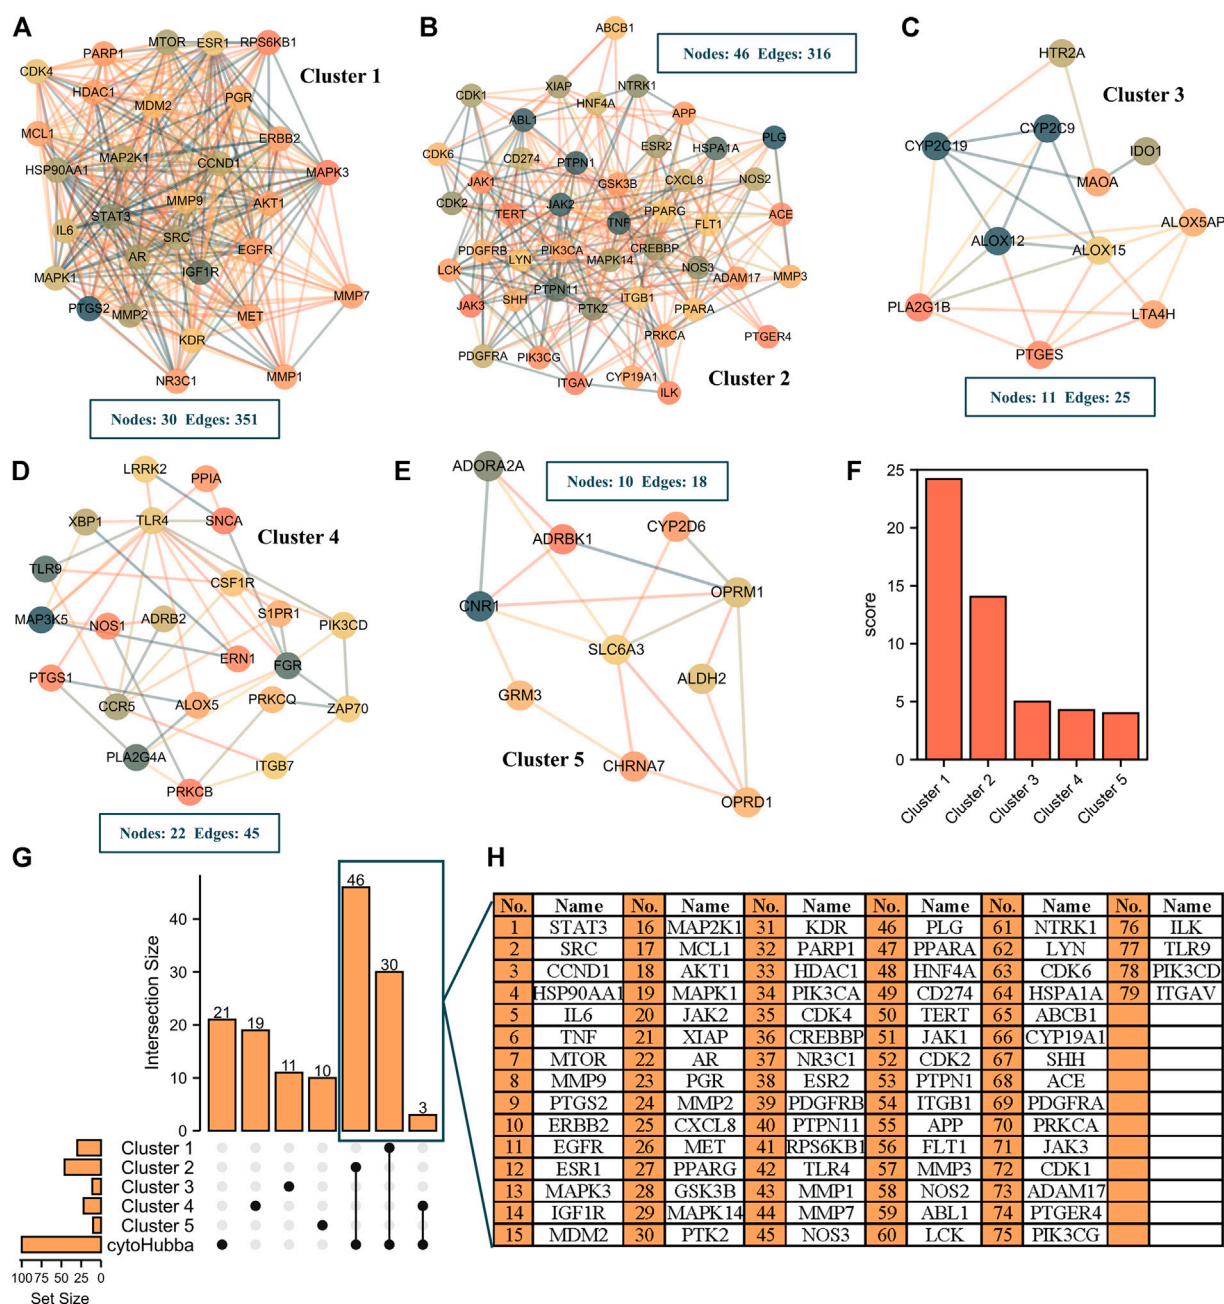 A
MTOR
ESR1
RPS6KB1
PARP1
Cluster 1
CDK4
HDAC1
MDM2
PGR
MCL1
ERBB2
MAP2K1
CCND1
HSP90AA1
MAPK3
MMP9
AKT1
STAT3
IL6
SRC
AR
EGFR
MAPK1
IGF1R
PTGS2
MMP2
MET
MMP7
KDR
NR3C1
MMP1
Nodes: 30 Edges: 351
B
ABCB1
Nodes: 46 Edges: 316
XIAP
NTRK1
CDK1
HNF4A
ABL1
APP
PLG
CDK6
CD274
PTPN1
ESR2
HSPA1A
JAK1
GSK3B
CXCL8
NOS2
CDK2
TERT
JAK2
TNF
PPARG
FLT1
ACE
PDGFRB
PIK3CA
CREBBP
LYN
MAPK14
NOS3
LCK
ADAM17
MMP3
PTPN11
JAK3
SHH
PTK2
ITGB1
PPARA
PRKCA
PTGER4
PDGFRA
PIK3CG
ITGAV
CYP19A1
ILK
Cluster 2
C
HTR2A
Cluster 3
CYP2C9
CYP2C19
IDO1
MAOA
ALOX5AP
ALOX12
ALOX15
PLA2G1B
LTA4H
PTGES
Nodes: 11 Edges: 25
D
LRRK2
PPIA
XBP1
TLR4
SNCA
Cluster 4
TLR9
CSF1R
MAP3K5
NOS1
ADRB2
S1PR1
PIK3CD
ERN1
FGR
PTGS1
CCR5
ALOX5
PRKCQ
ZAP70
PLA2G4A
ITGB7
PRKCB
Nodes: 22 Edges: 45
E
ADORA2A
Nodes: 10 Edges: 18
ADRBK1
CYP2D6
CNR1
OPRM1
SLC6A3
GRM3
ALDH2
Cluster 5
CHRNA7
OPRD1
F
25
20
15
10
5
0
score
Cluster 1
Cluster 2
Cluster 3
Cluster 4
Cluster 5
G
Intersection Size
40
30
20
10
0
21
19
11
10
46
30
3
Cluster 1
Cluster 2
Cluster 3
Cluster 4
Cluster 5
cytoHubba
100 75 50 25 0
Set Size
H
No. Name No. Name No. Name No. Name No. Name No. Name
1 STAT3 16 MAP2K1 31 KDR 46 PLG 61 NTRK1 76 ILK
2 SRC 17 MCL1 32 PARP1 47 PPARA 62 LYN 77 TLR9
3 CCND1 18 AKT1 33 HDAC1 48 HNF4A 63 CDK6 78 PIK3CD
4 HSP90AA1 19 MAPK1 34 PIK3CA 49 CD274 64 HSPA1A 79 ITGAV
5 IL6 20 JAK2 35 CDK4 50 TERT 65 ABCB1
6 TNF 21 XIAP 36 CREBBP 51 JAK1 66 CYP19A1
7 MTOR 22 AR 37 NR3C1 52 CDK2 67 SHH
8 MMP9 23 PGR 38 ESR2 53 PTPN1 68 ACE
9 PTGS2 24 MMP2 39 PDGFRB 54 ITGB1 69 PDGFRA
10 ERBB2 25 CXCL8 40 PTPN11 55 APP 70 PRKCA
11 EGFR 26 MET 41 RPS6KB1 56 FLT1 71 JAK3
12 ESR1 27 PPARG 42 TLR4 57 MMP3 72 CDK1
13 MAPK3 28 GSK3B 43 MMP1 58 NOS2 73 ADAM17
14 IGF1R 29 MAPK14 44 MMP7 59 ABL1 74 PTGER4
15 MDM2 30 PTK2 45 NOS3 60 LCK 75 PIK3CG